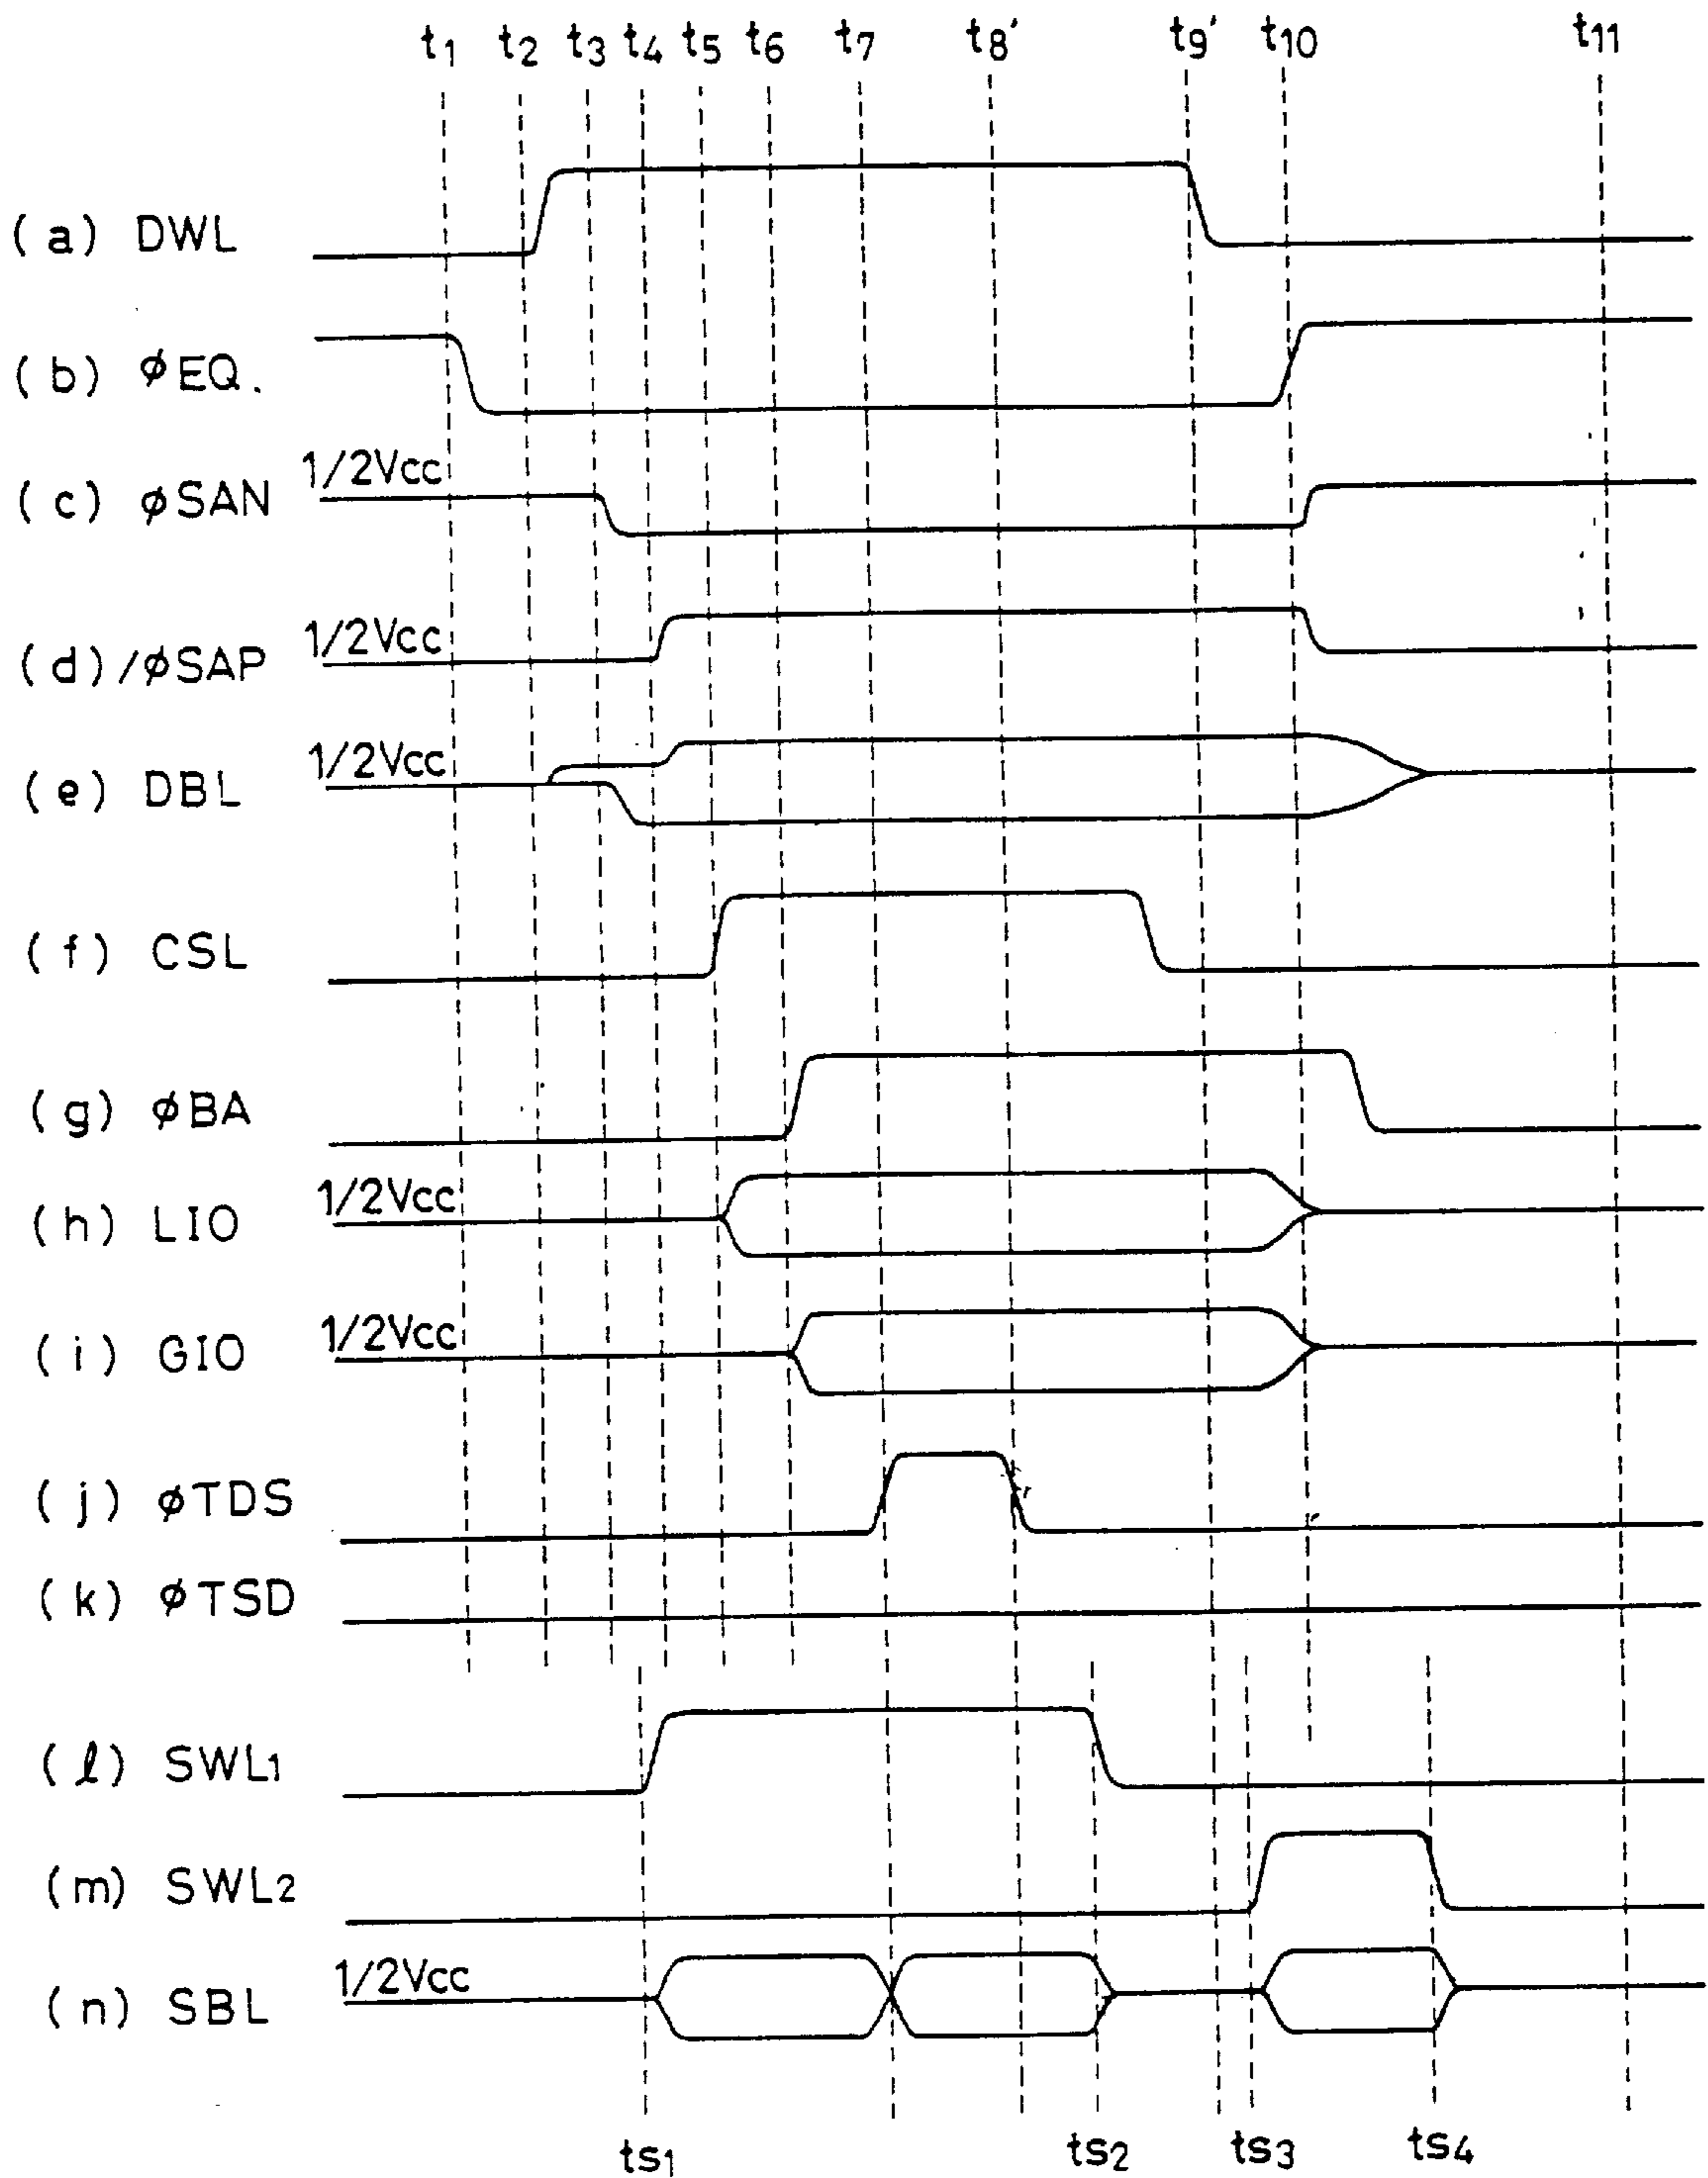 t1 t2 t3 t4 t5 t6 t7 t8' t9' t10 t11
(a) DWL
(b) φEQ.
1/2Vcc
(c) φSAN
1/2Vcc
(d)/φSAP
1/2Vcc
(e) DBL
(f) CSL
(g) φBA
1/2Vcc
(h) LIO
1/2Vcc
(i) GIO
(j) φTDS
(k) φTSD
(l) SWL1
(m) SWL2
1/2Vcc
(n) SBL
ts1 ts2 ts3 ts4